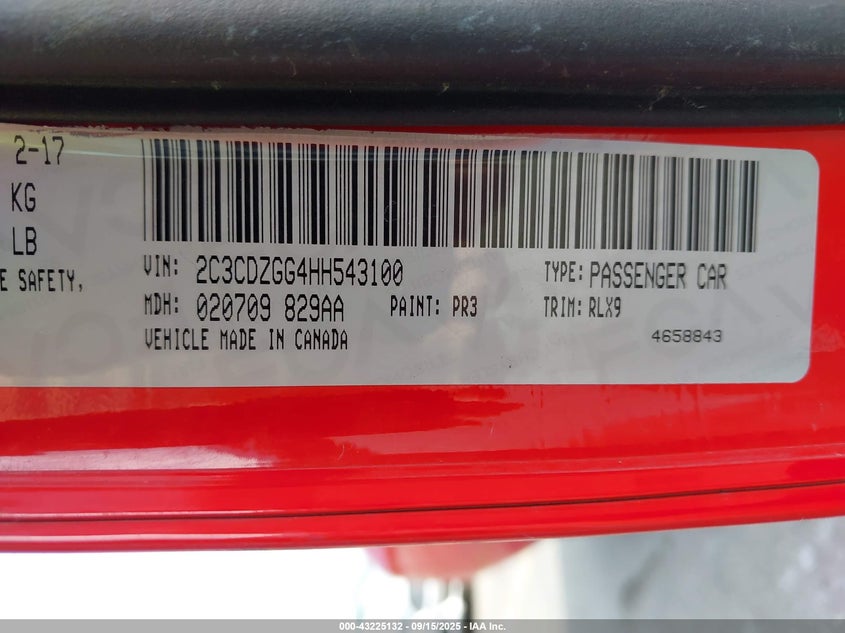 2-17
KG
LB
E SAFETY,
VIN: 2C3CDZGG4HH543100 TYPE: PASSENGER CAR
MDH: 020709 829AA PAINT: PR3 TRIM: RLX9
VEHICLE MADE IN CANADA 4658843
000-43225132 - 09/15/2025 - IAA Inc.